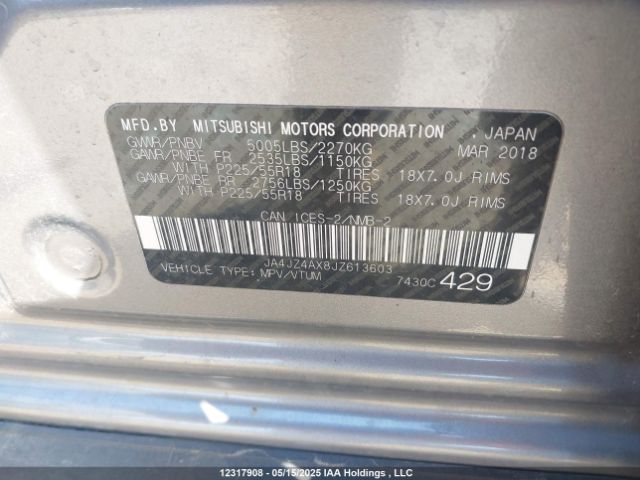 MFD.BY MITSUBISHI MOTORS CORPORATION JAPAN
GVWR/PNBV 5005LBS/2270KG MAR 2018
GAWR/PNBE FR 2535LBS/1150KG
WITH P225/55R18 TIRES 18X7.0J RIMS
GAWR/PNBE RR 2756LBS/1250KG
WITH P225/55R18 TIRES 18X7.0J RIMS
CAN ICES-2/NMB-2
JA4JZ4AX8JZ613603
VEHICLE TYPE: MPV/VTUM 7430C 429
12317908 - 05/15/2025 IAA Holdings , LLC